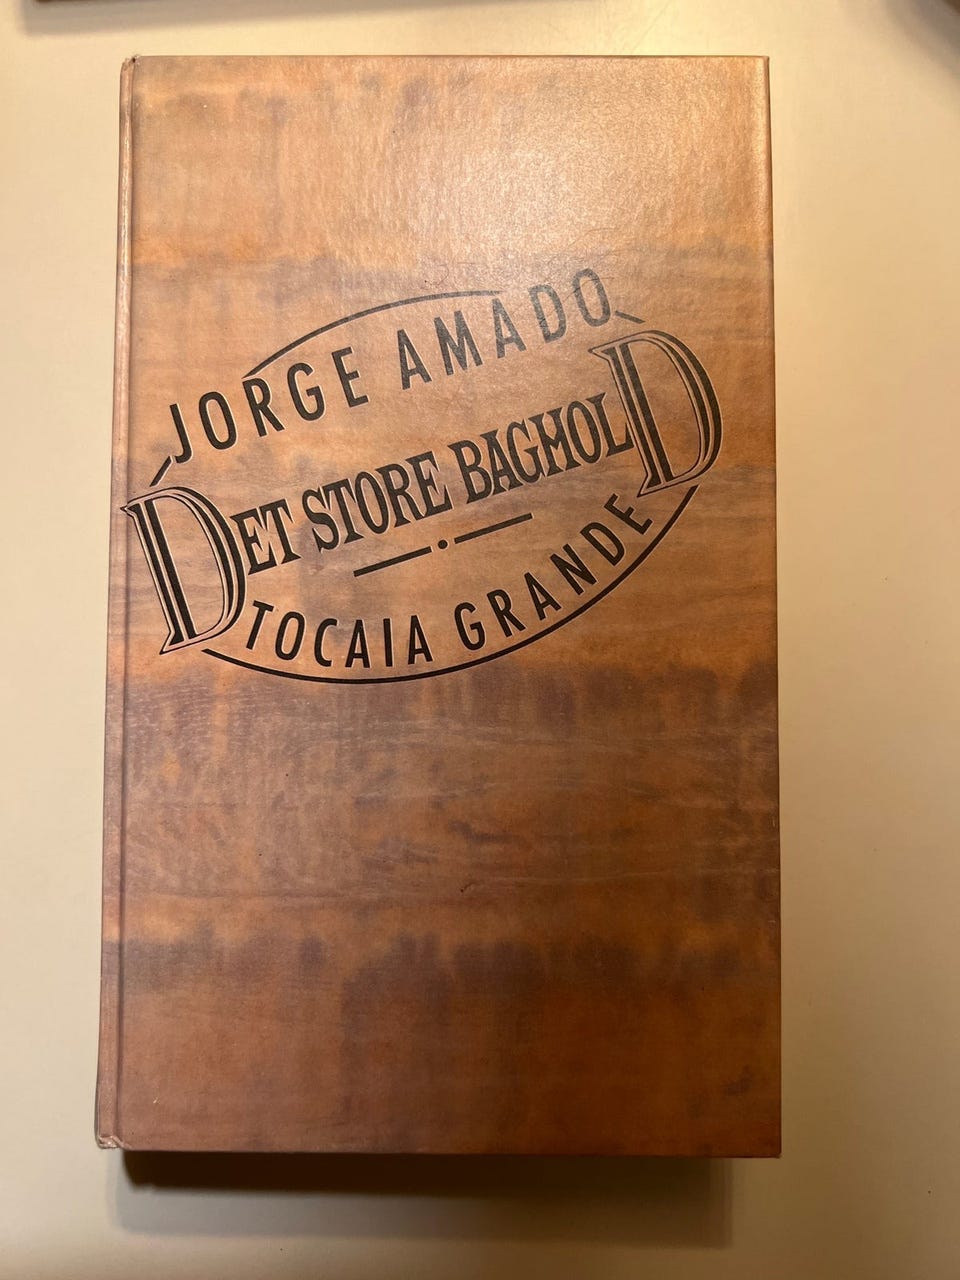 JORGE AMADO
DET STORE BAGHOLD
TOCAIA GRANDE